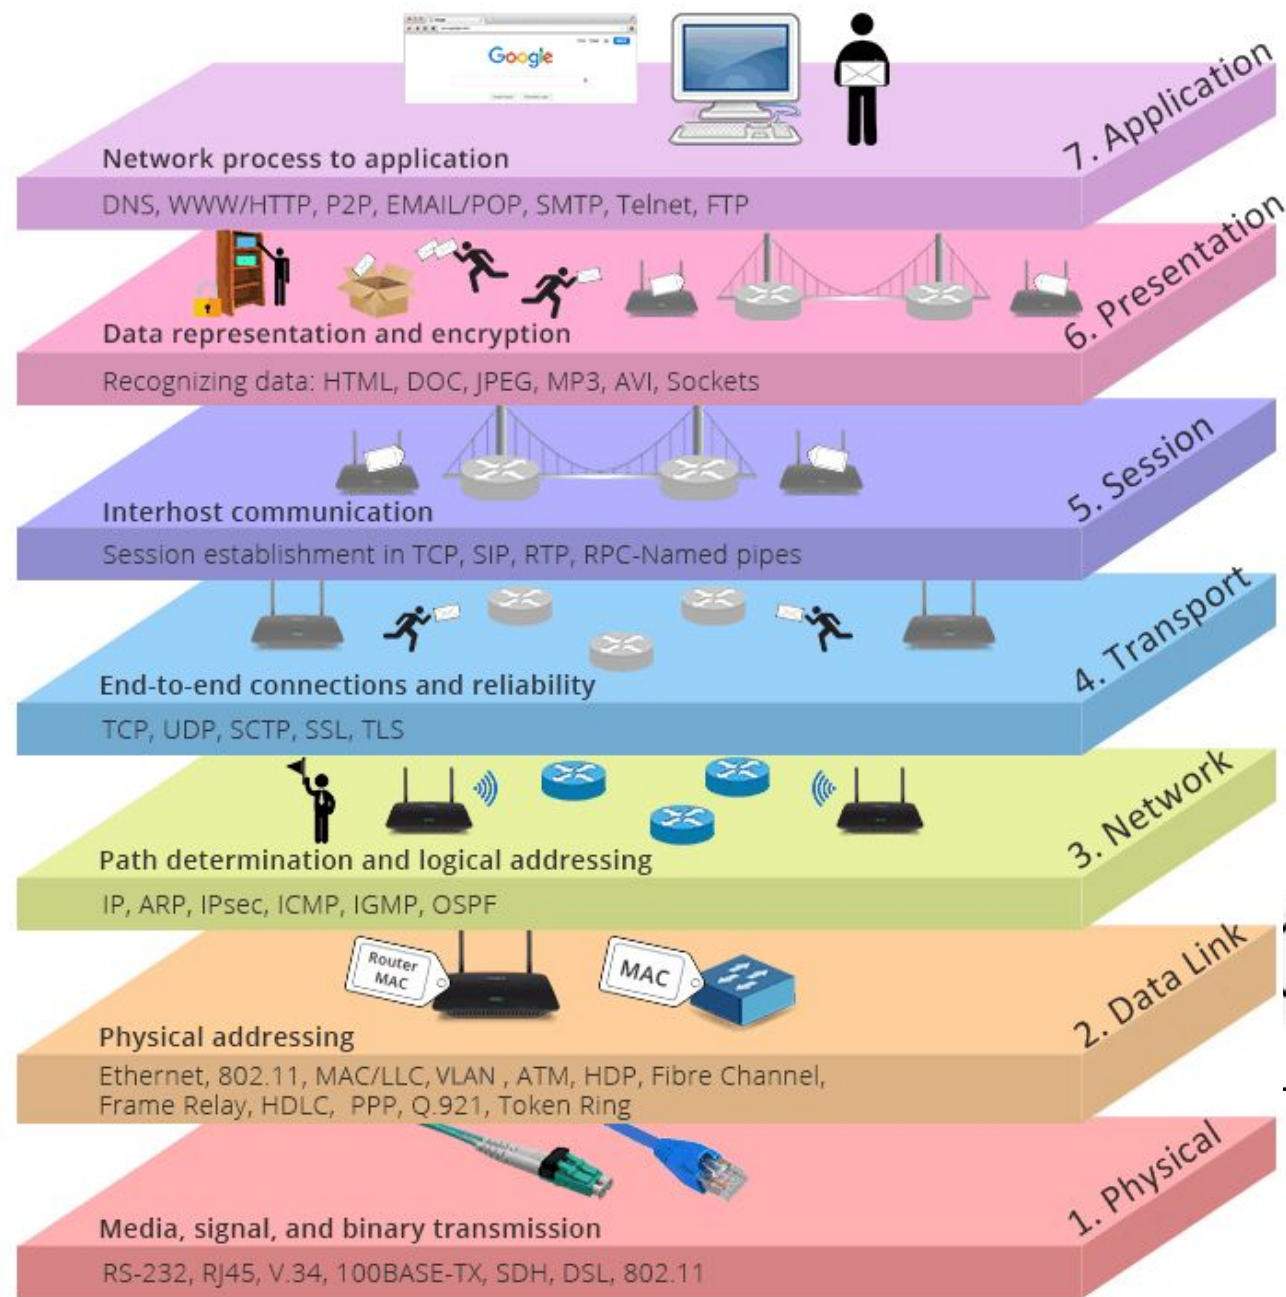 Google
7. Application
Network process to application
DNS, WWW/HTTP, P2P, EMAIL/POP, SMTP, Telnet, FTP
6. Presentation
Data representation and encryption
Recognizing data: HTML, DOC, JPEG, MP3, AVI, Sockets
5. Session
Interhost communication
Session establishment in TCP, SIP, RTP, RPC-Named pipes
4. Transport
End-to-end connections and reliability
TCP, UDP, SCTP, SSL, TLS
3. Network
Path determination and logical addressing
IP, ARP, IPsec, ICMP, IGMP, OSPF
2. Data Link
Router
MAC
MAC
Physical addressing
Ethernet, 802.11, MAC/LLC, VLAN , ATM, HDP, Fibre Channel,
Frame Relay, HDLC, PPP, Q.921, Token Ring
1. Physical
Media, signal, and binary transmission
RS-232, RJ45, V.34, 100BASE-TX, SDH, DSL, 802.11